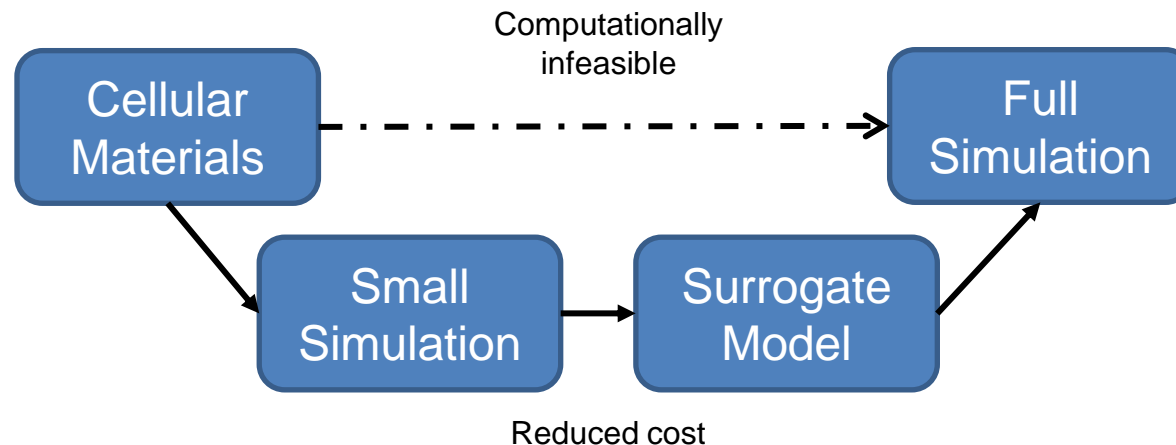 Computationally
infeasible
Cellular
Materials
Full
Simulation
Small
Simulation
Surrogate
Model
Reduced cost